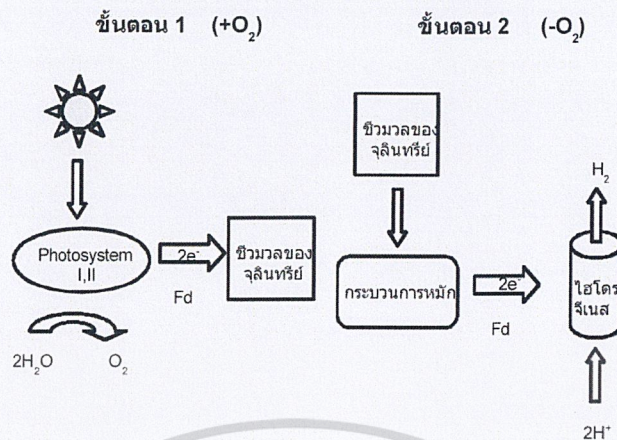 ขั้นตอน 1 (+O₂)
Photosystem
I,II
2e⁻
Fd
ชีวมวลของ
จุลินทรีย์
2H₂O
O₂
ขั้นตอน 2 (-O₂)
ชีวมวลของ
จุลินทรีย์
กระบวนการหมัก
2e⁻
Fd
H₂
ไฮโดร
จีเนส
2H⁺